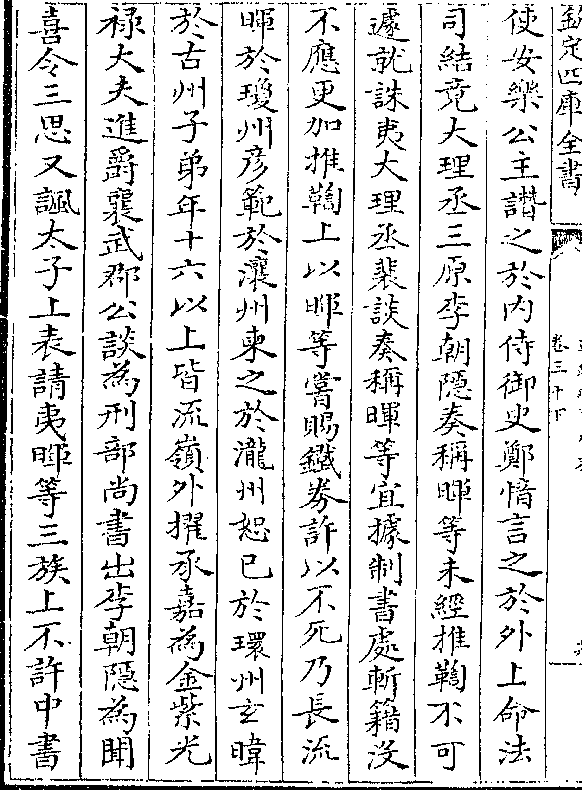 欽定四庫全書
卷三十下
使安樂公主譖之於內侍御史鄭愔言之於外上命法
司結竟大理丞三原李朝隱奏稱暉等未經推鞫不可
遽就誅夷大理丞裴談奏稱暉等宜據制書處斬籍沒
不應更加推鞫上以暉等嘗賜鐵券許以不死乃長流
暉於瓊州彥範於瀼州柬之於瀧州恕已於環州玄暐
於古州子弟年十六以上皆流嶺外擢承嘉為金紫光
祿大夫進爵襄武郡公談為刑部尚書出李朝隱為聞
喜令三思又諷太子上表請夷暉等三族上不許中書